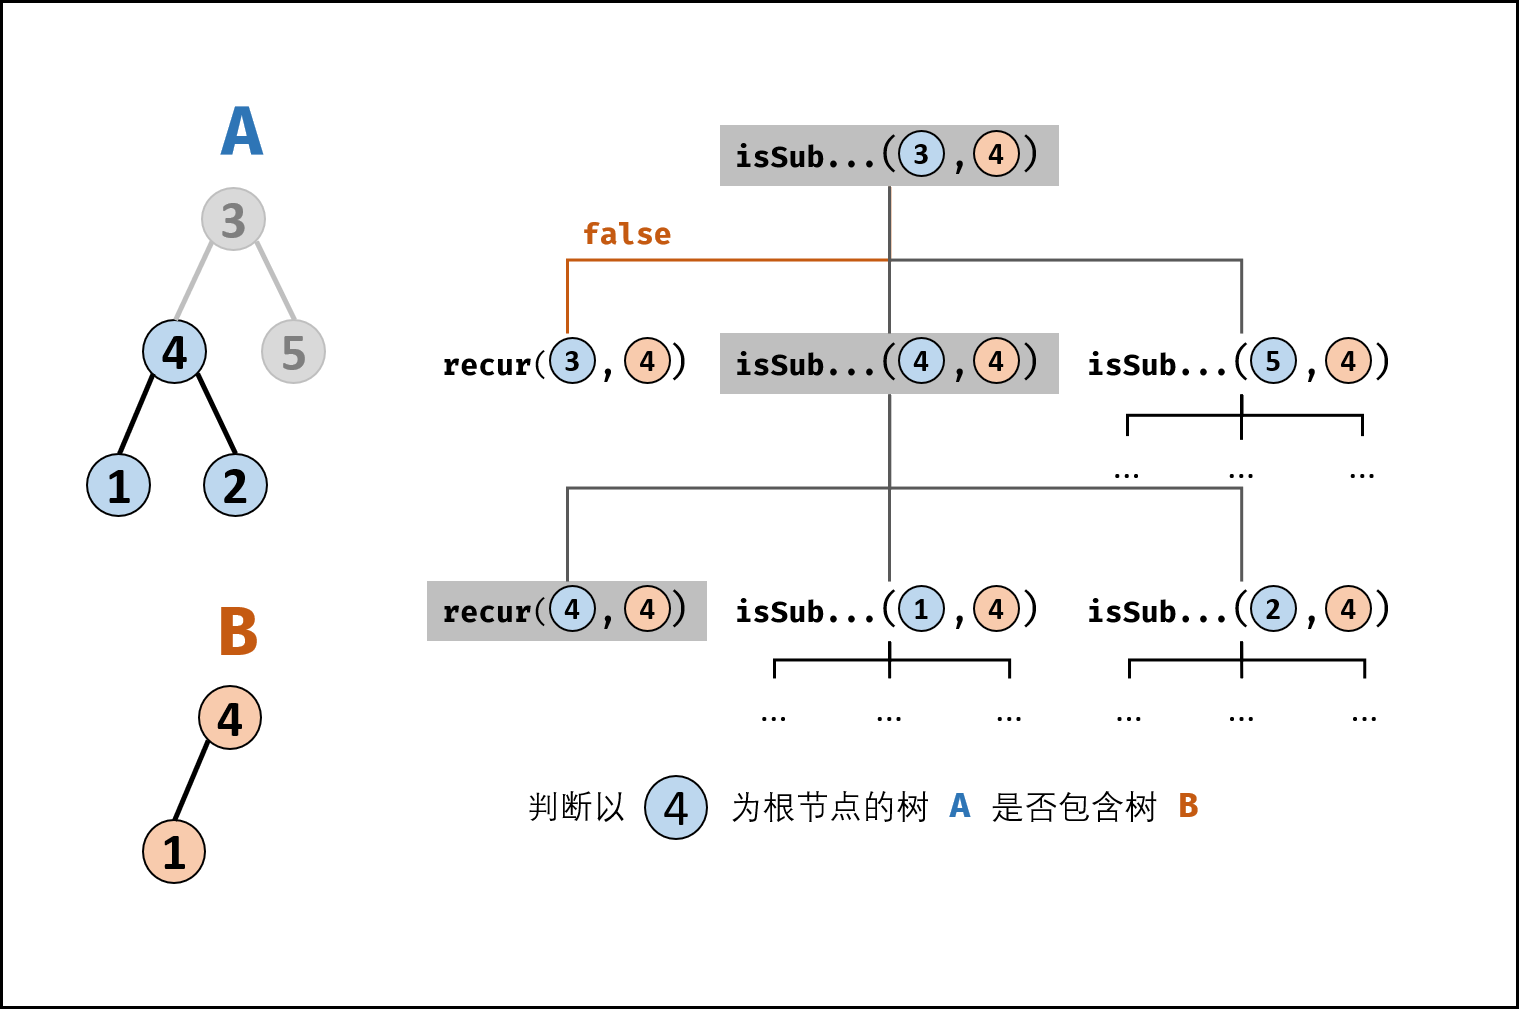 A
3
4
5
1
2
B
4
1
isSub...(3,4)
false
recur(3,4)
isSub...(4,4)
isSub...(5,4)
... ... ...
recur(4,4)
isSub...(1,4)
isSub...(2,4)
... ... ...
... ... ...
判断以 4 为根节点的树 A 是否包含树 B